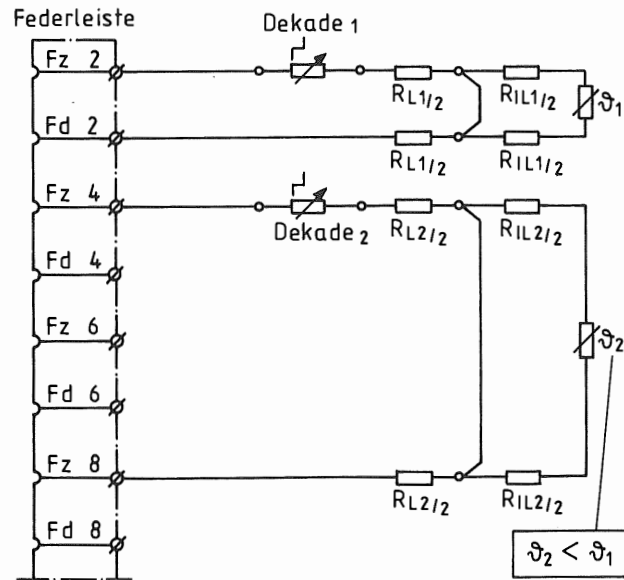 Federleiste
Dekade 1
Fz 2
RL1/2
RIL1/2
ϑ1
Fd 2
RL1/2
RIL1/2
Fz 4
Dekade 2
RL2/2
RIL2/2
Fd 4
Fz 6
ϑ2
Fd 6
Fz 8
RL2/2
RIL2/2
Fd 8
ϑ2 < ϑ1